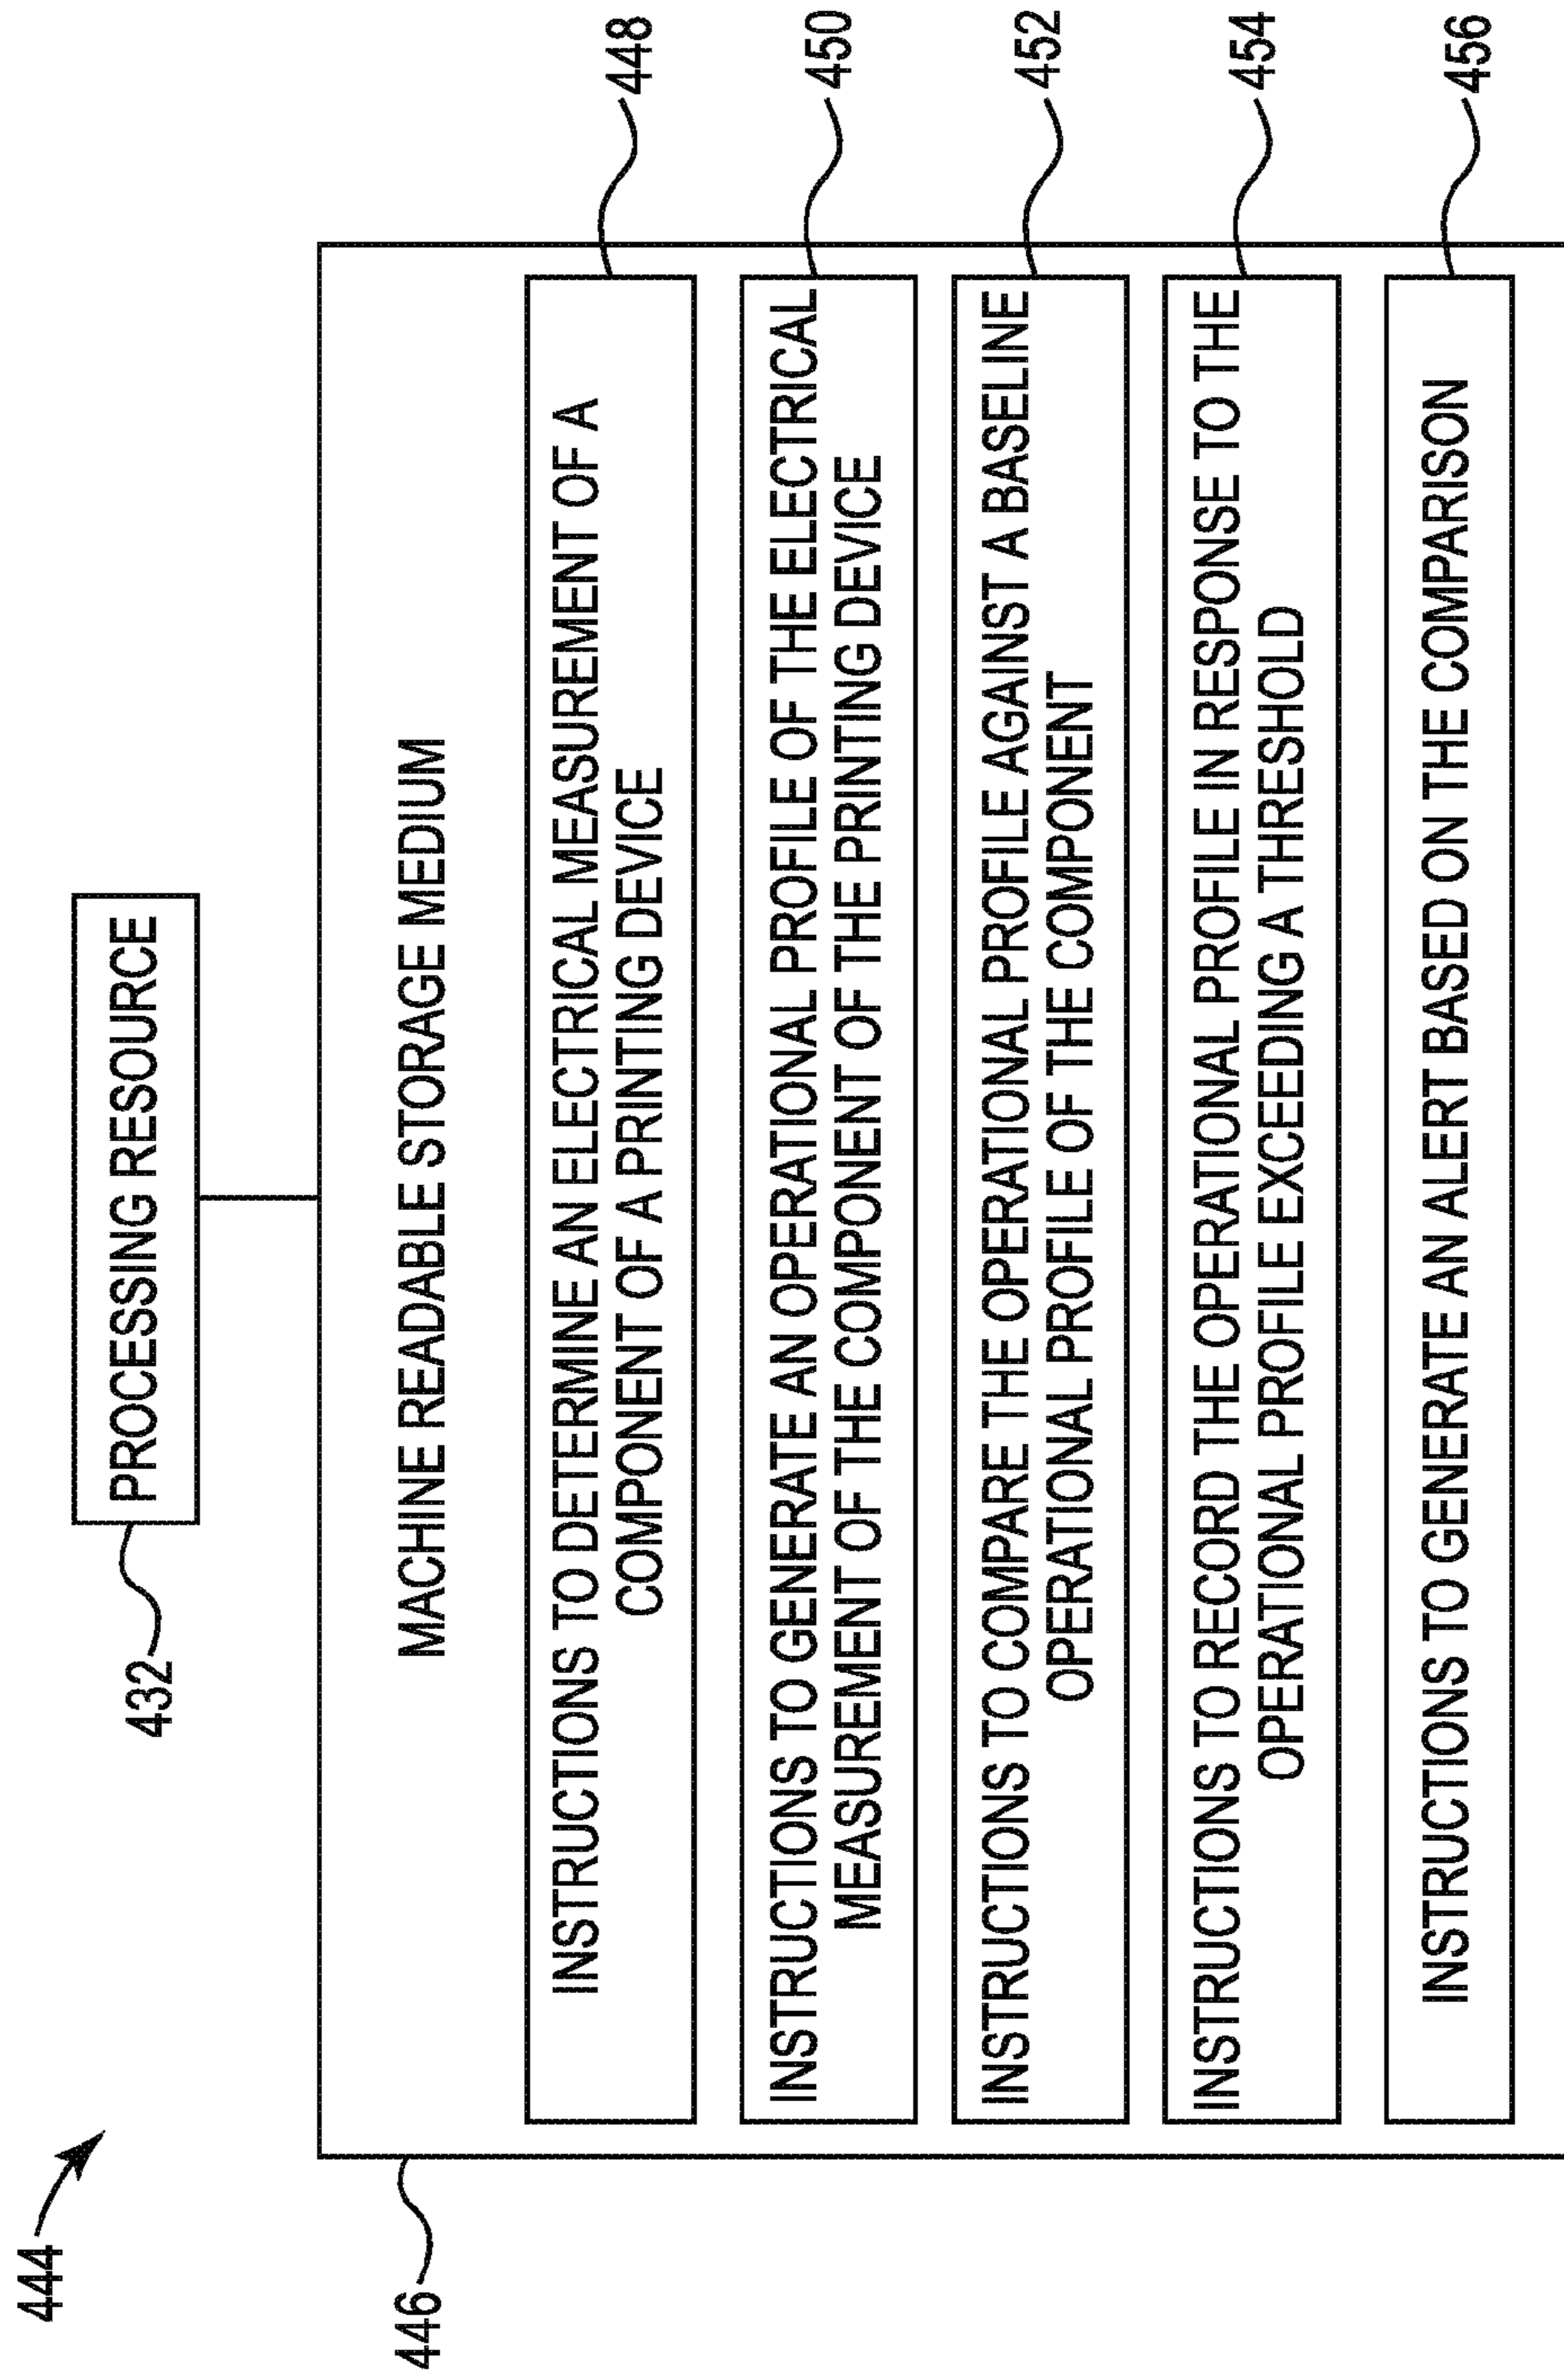 444
PROCESSING RESOURCE
432
446
MACHINE READABLE STORAGE MEDIUM
INSTRUCTIONS TO DETERMINE AN ELECTRICAL MEASUREMENT OF A
COMPONENT OF A PRINTING DEVICE
448
INSTRUCTIONS TO GENERATE AN OPERATIONAL PROFILE OF THE ELECTRICAL
MEASUREMENT OF THE COMPONENT OF THE PRINTING DEVICE
450
INSTRUCTIONS TO COMPARE THE OPERATIONAL PROFILE AGAINST A BASELINE
OPERATIONAL PROFILE OF THE COMPONENT
452
INSTRUCTIONS TO RECORD THE OPERATIONAL PROFILE IN RESPONSE TO THE
OPERATIONAL PROFILE EXCEEDING A THRESHOLD
454
INSTRUCTIONS TO GENERATE AN ALERT BASED ON THE COMPARISON
456